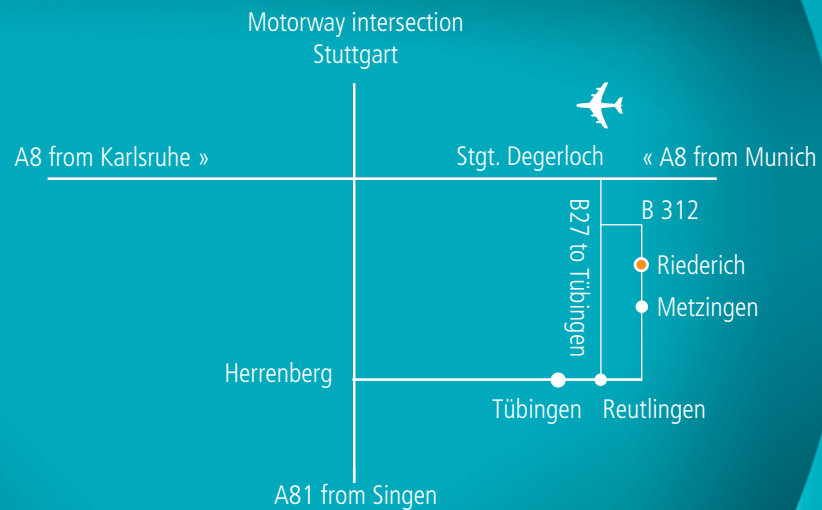 Motorway intersection
Stuttgart
A8 from Karlsruhe »
Stgt. Degerloch
« A8 from Munich
B 312
B27 to Tübingen
Riederich
Metzingen
Herrenberg
Tübingen
Reutlingen
A81 from Singen